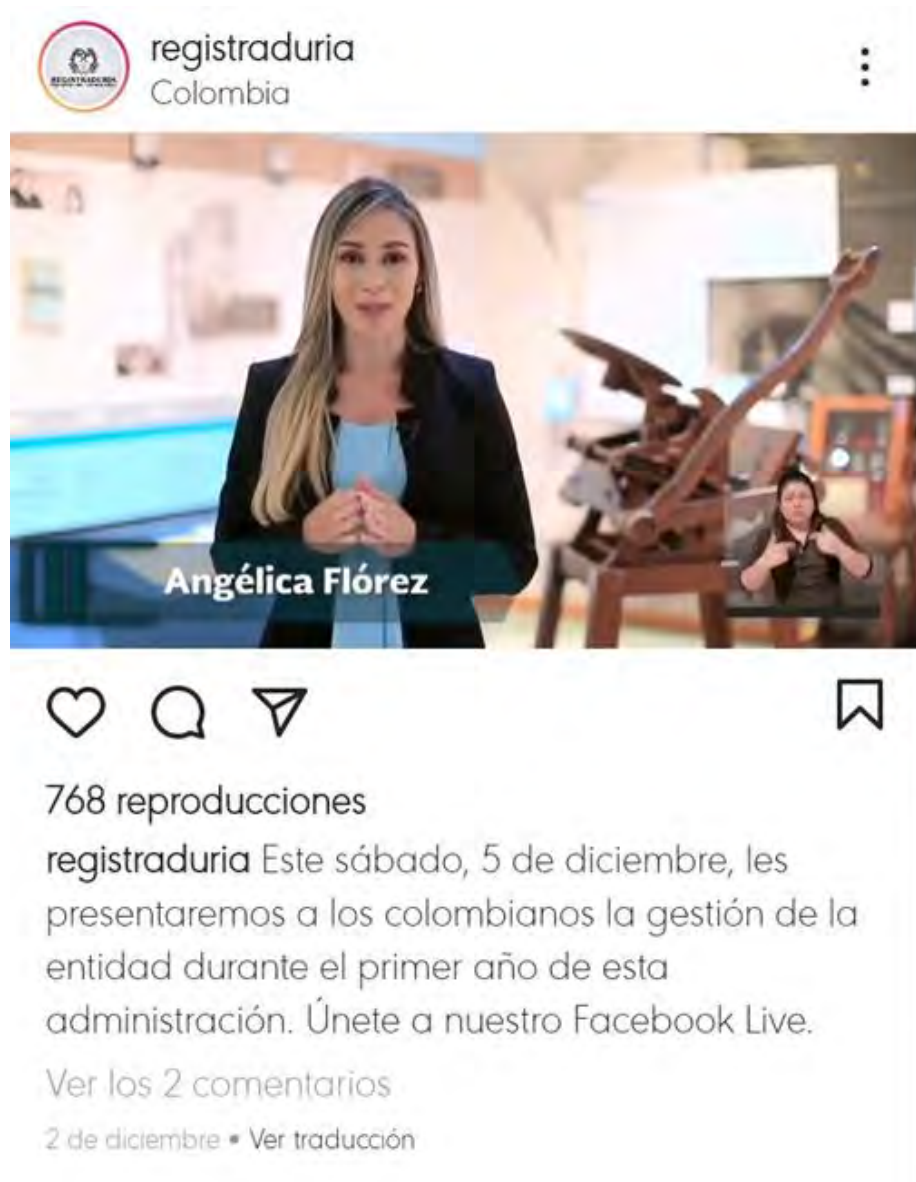 registraduria
Colombia
REGISTRADURÍA
Angélica Flórez
768 reproducciones
registraduria Este sábado, 5 de diciembre, les
presentaremos a los colombianos la gestión de la
entidad durante el primer año de esta
administración. Únete a nuestro Facebook Live.
Ver los 2 comentarios
2 de diciembre • Ver traducción